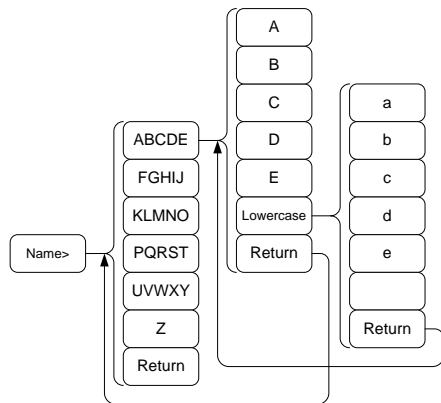 Name>
ABCDE
FGHIJ
KLMNO
PQRST
UVWXY
Z
Return
A
B
C
D
E
Lowercase
Return
a
b
c
d
e
Return